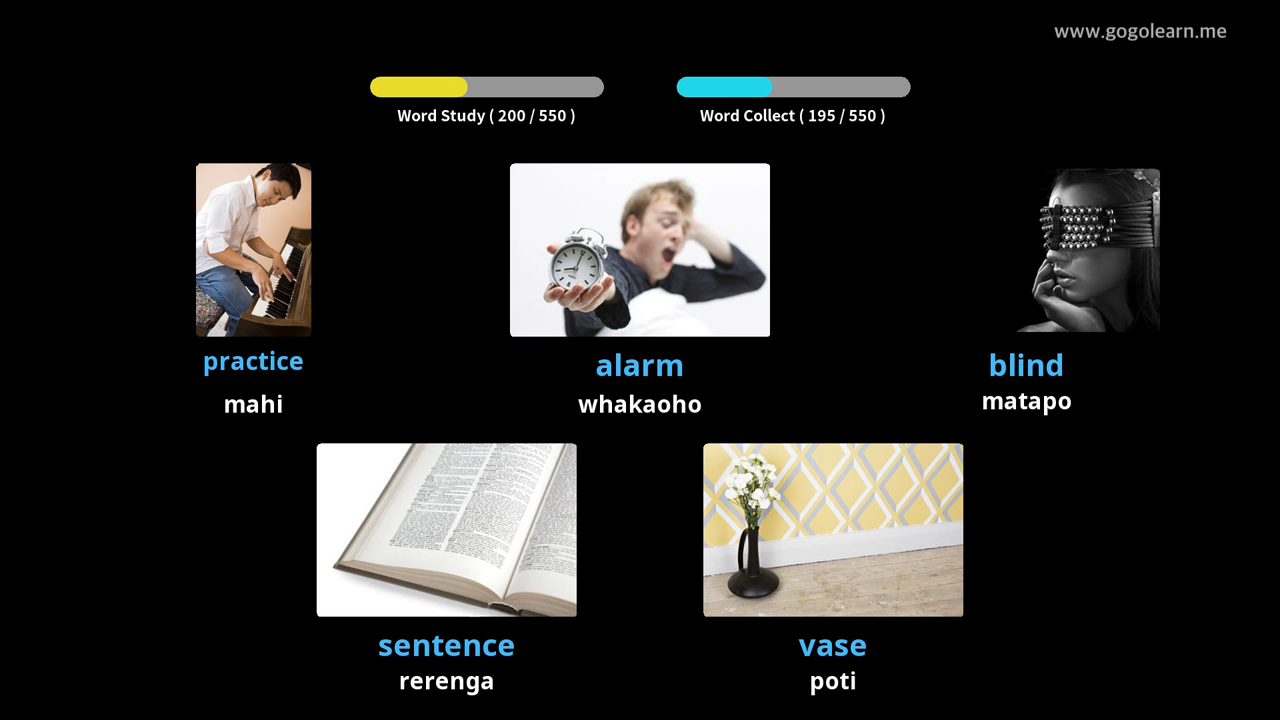 www.gogolearn.me
Word Study ( 200 / 550 )
Word Collect ( 195 / 550 )
practice
mahi
alarm
whakaoho
blind
matapo
sentence
rerenga
vase
poti